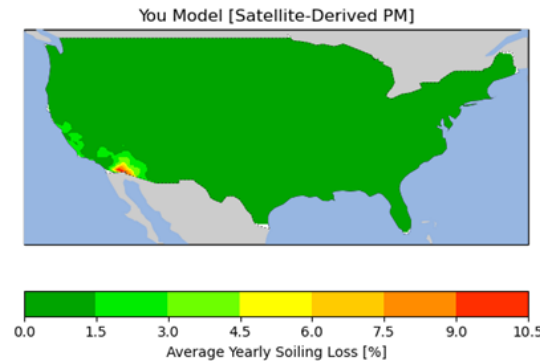 You Model [Satellite-Derived PM]
0.0 1.5 3.0 4.5 6.0 7.5 9.0 10.5
Average Yearly Soiling Loss [%]